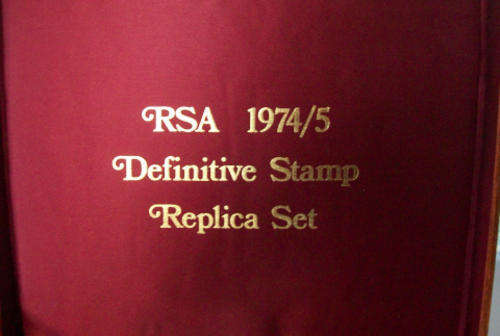 RSA 1974/5
Definitive Stamp
Replica Set